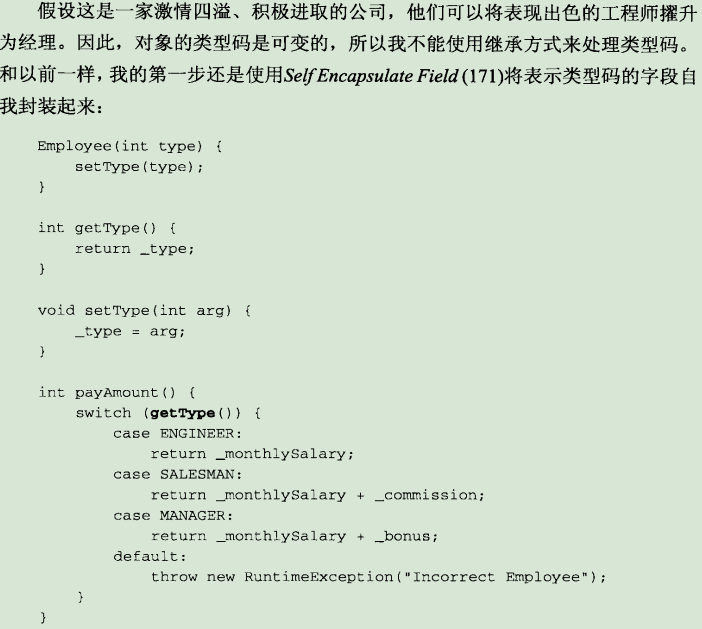 假设这是一家激情四溢、积极进取的公司，他们可以将表现出色的工程师擢升
为经理。因此，对象的类型码是可变的，所以我不能使用继承方式来处理类型码。
和以前一样，我的第一步还是使用Self Encapsulate Field (171)将表示类型码的字段自
我封装起来：
Employee(int type) {
    setType(type);
}
int getType() {
    return _type;
}
void setType(int arg) {
    _type = arg;
}
int payAmount() {
    switch (getType()) {
        case ENGINEER:
            return _monthlySalary;
        case SALESMAN:
            return _monthlySalary + _commission;
        case MANAGER:
            return _monthlySalary + _bonus;
        default:
            throw new RuntimeException("Incorrect Employee");
    }
}